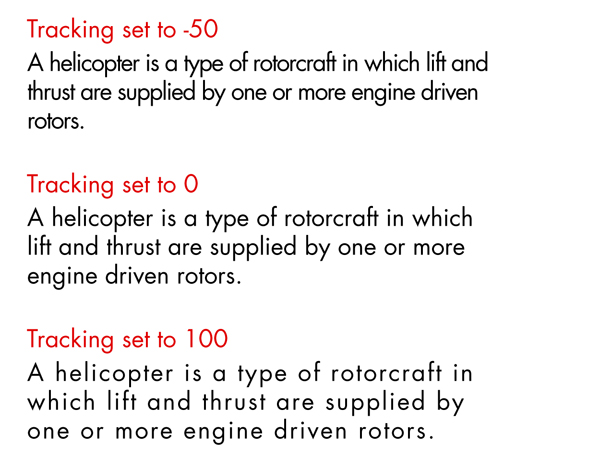 Tracking set to -50
A helicopter is a type of rotorcraft in which lift and
thrust are supplied by one or more engine driven
rotors.
Tracking set to 0
A helicopter is a type of rotorcraft in which
lift and thrust are supplied by one or more
engine driven rotors.
Tracking set to 100
A helicopter is a type of rotorcraft in
which lift and thrust are supplied by
one or more engine driven rotors.